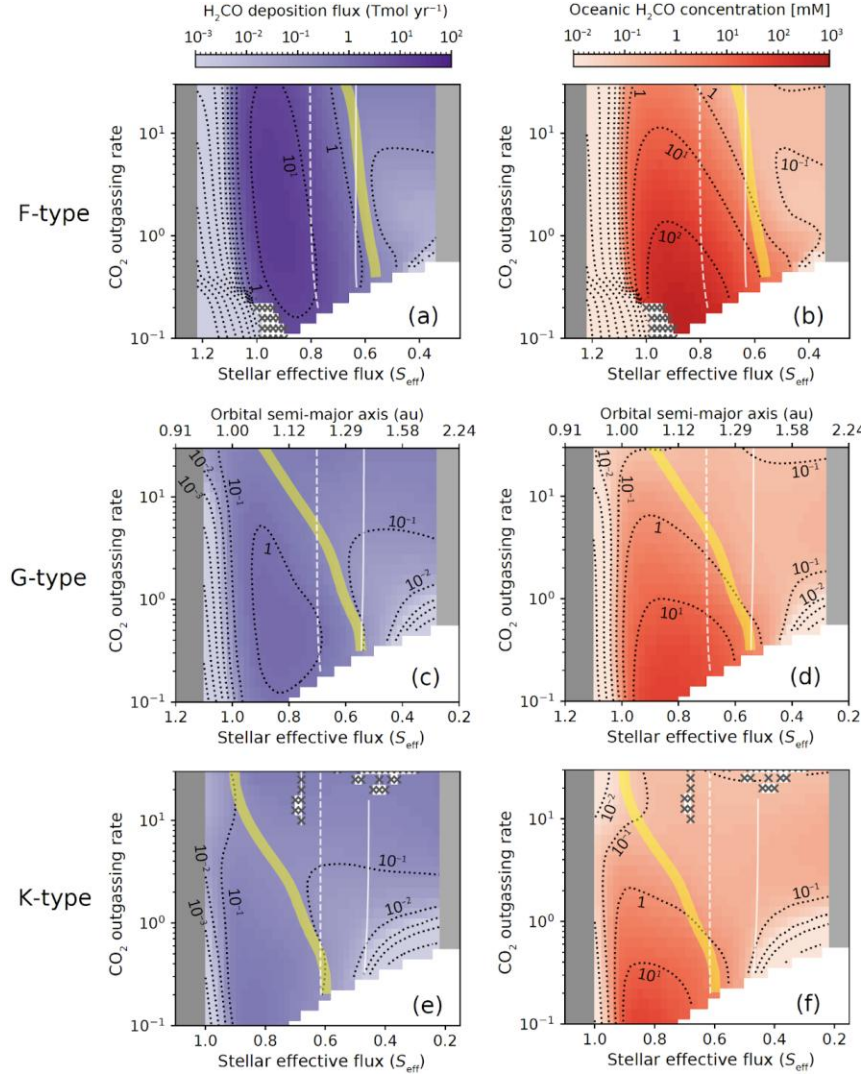 H₂CO deposition flux (Tmol yr⁻¹)
10⁻³ 10⁻² 10⁻¹ 1 10¹ 10²
Oceanic H₂CO concentration [mM]
10⁻² 10⁻¹ 1 10¹ 10² 10³
F-type
CO₂ outgassing rate
10¹
10⁰
10⁻¹
10¹
1
1
(a)
1.2 1.0 0.8 0.6 0.4
Stellar effective flux (S_eff)
CO₂ outgassing rate
10¹
10⁰
10⁻¹
1
1
10¹
10⁻¹
10²
(b)
1.2 1.0 0.8 0.6 0.4
Stellar effective flux (S_eff)
G-type
Orbital semi-major axis (au)
0.91 1.00 1.12 1.29 1.58 2.24
CO₂ outgassing rate
10¹
10⁰
10⁻¹
10⁻²
10⁻³
10⁻¹
1
10⁻¹
10⁻²
(c)
1.2 1.0 0.8 0.6 0.4 0.2
Stellar effective flux (S_eff)
Orbital semi-major axis (au)
0.91 1.00 1.12 1.29 1.58 2.24
CO₂ outgassing rate
10¹
10⁰
10⁻¹
10⁻²
10⁻¹
10⁻¹
1
10⁻¹
10⁻²
10¹
(d)
1.2 1.0 0.8 0.6 0.4 0.2
Stellar effective flux (S_eff)
K-type
CO₂ outgassing rate
10¹
10⁰
10⁻¹
10⁻²
10⁻³
10⁻¹
10⁻¹
10⁻²
(e)
1.0 0.8 0.6 0.4 0.2
Stellar effective flux (S_eff)
CO₂ outgassing rate
10¹
10⁰
10⁻¹
10⁻²
10⁻¹
1
10⁻¹
10¹
(f)
1.0 0.8 0.6 0.4 0.2
Stellar effective flux (S_eff)